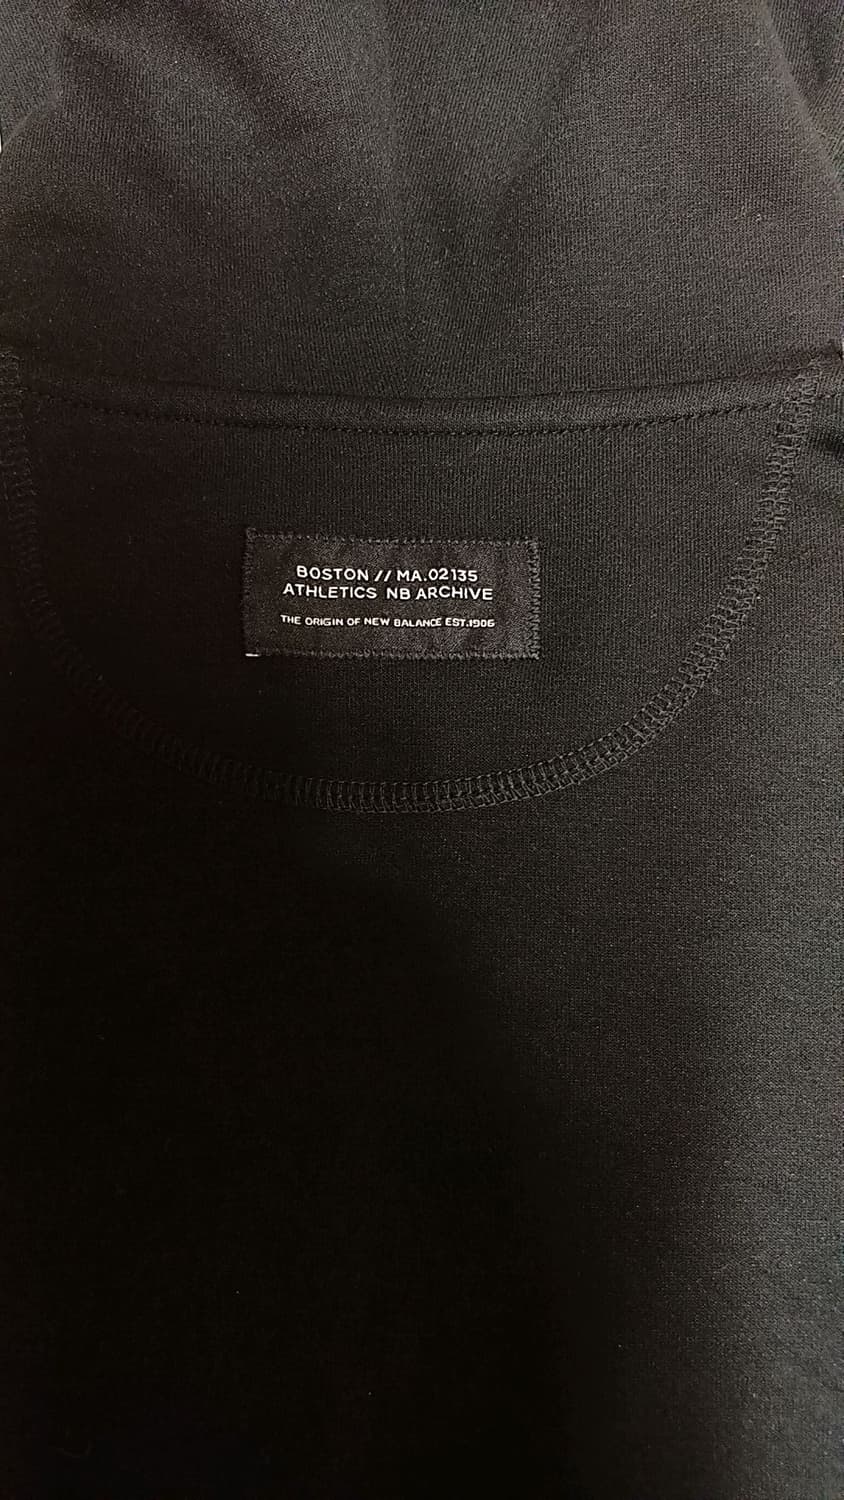 BOSTON // MA.02135
ATHLETICS NB ARCHIVE
THE ORIGIN OF NEW BALANCE EST.1906